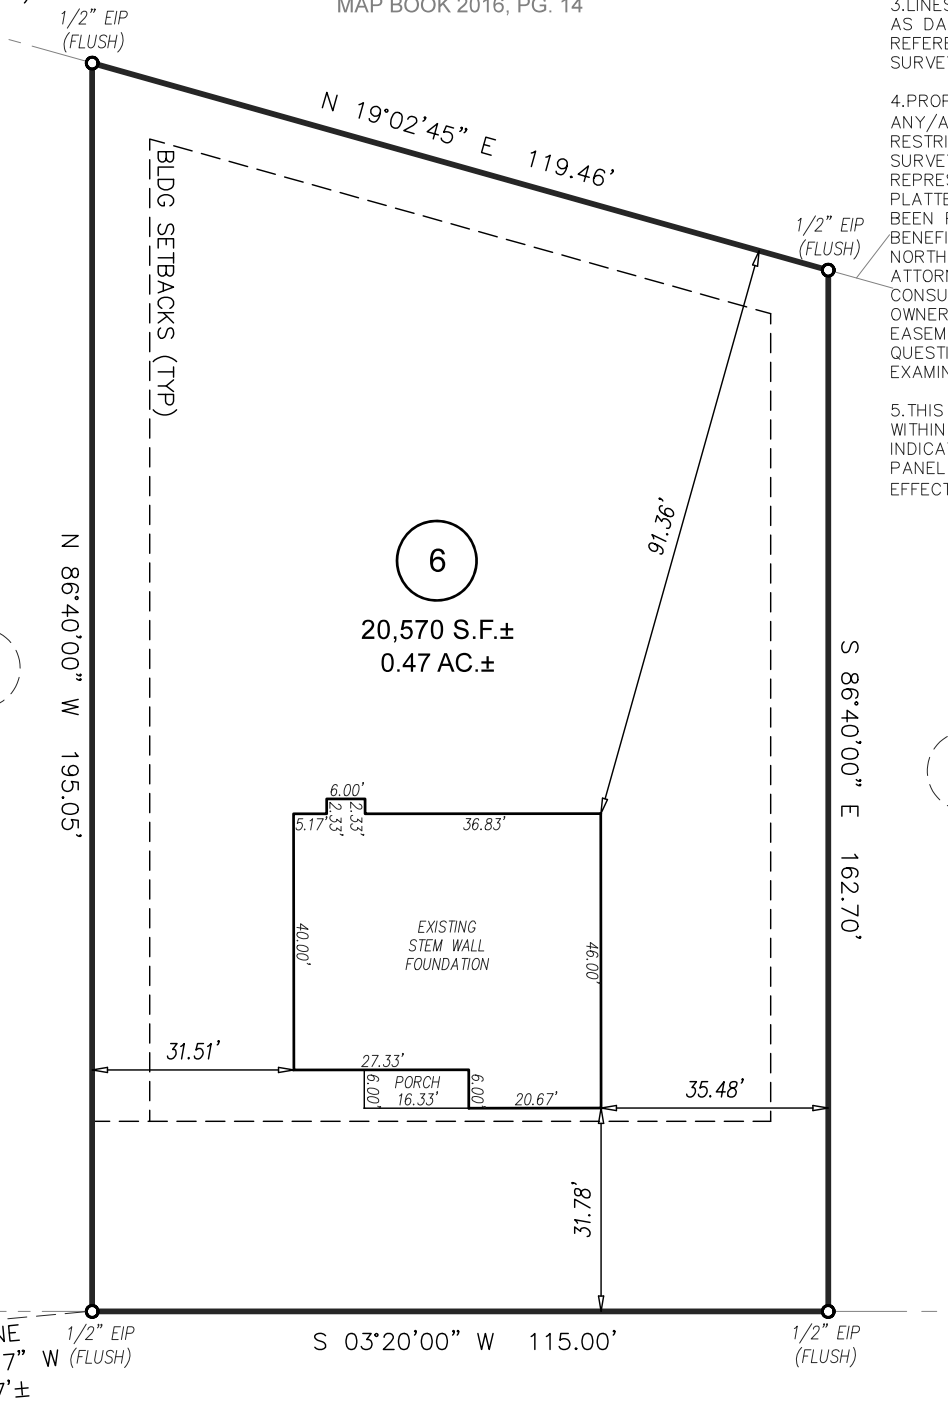 MAP BOOK 2016, PG. 14
1/2" EIP
(FLUSH)
N 19°02'45" E 119.46'
1/2" EIP
(FLUSH)
BLDG SETBACKS (TYP)
3.LINES
AS DA
REFERE
SURVE
4.PROP
ANY/A
RESTRI
SURVE
REPRES
PLATTE
BEEN
BENEFI
NORTH
ATTOR
CONSU
OWNER
EASEM
QUESTI
EXAMIN
5.THIS
WITHIN
INDICA
PANEL
EFFECT
91.36'
N 86°40'00" W 195.05'
6
20,570 S.F.±
0.47 AC.±
S 86°40'00" E 162.70'
6.00'
5.17'
2.33'
2.33'
36.83'
40.00'
EXISTING
STEM WALL
FOUNDATION
46.00'
31.51'
27.33'
6.00'
PORCH
16.33'
6.00'
20.67'
35.48'
31.78'
NE
7" W
'±
1/2" EIP
(FLUSH)
S 03°20'00" W 115.00'
1/2" EIP
(FLUSH)